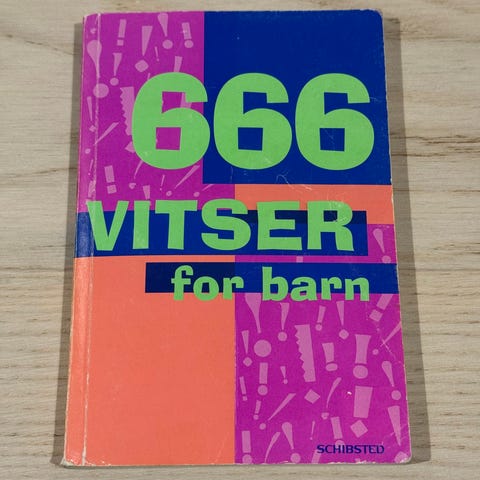 666
VITSER
for barn
SCHIBSTED